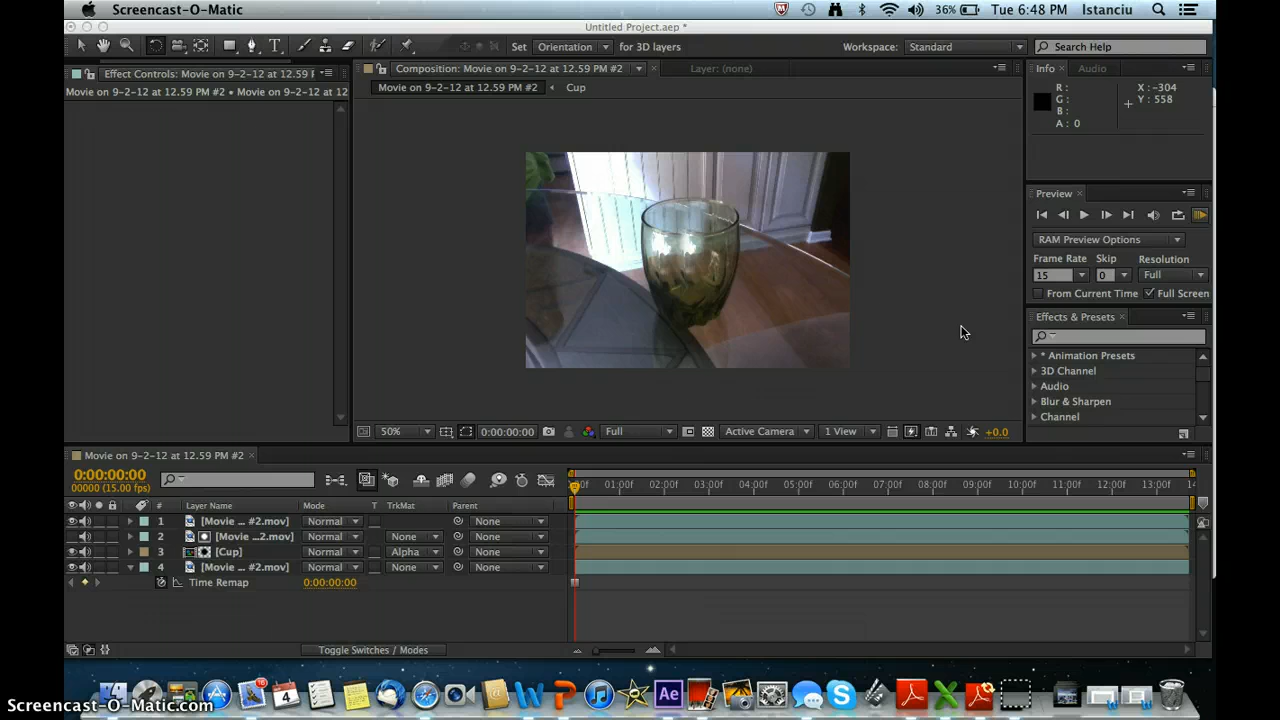 Screencast-O-Matic 36% Tue 6:48 PM Istanciu
Untitled Project.aep *
Set Orientation for 3D layers Workspace: Standard Search Help
Effect Controls: Movie on 9-2-12 at 12.59 P
Movie on 9-2-12 at 12.59 PM #2 • Movie on 9-2-12 at 12
Composition: Movie on 9-2-12 at 12.59 PM #2 Layer: (none)
Movie on 9-2-12 at 12.59 PM #2 Cup
Info Audio
R: X: -304
G: Y: 558
B:
A: 0
Preview
RAM Preview Options
Frame Rate Skip Resolution
15 0 Full
From Current Time Full Screen
Effects & Presets
* Animation Presets
3D Channel
Audio
Blur & Sharpen
Channel
50% 0:00:00:00 Full Active Camera 1 View +0.0
Movie on 9-2-12 at 12.59 PM #2
0:00:00:00
00000 (15.00 fps)
01:00f 02:00f 03:00f 04:00f 05:00f 06:00f 07:00f 08:00f 09:00f 10:00f 11:00f 12:00f 13:00f
# Layer Name Mode T TrkMat Parent
1 [Movie ... #2.mov] Normal None
2 [Movie ...2.mov] Normal None None
3 [Cup] Normal Alpha None
4 [Movie ... #2.mov] Normal None None
Time Remap 0:00:00:00
Toggle Switches / Modes
16 4 Ae
Screencast-O-Matic.com